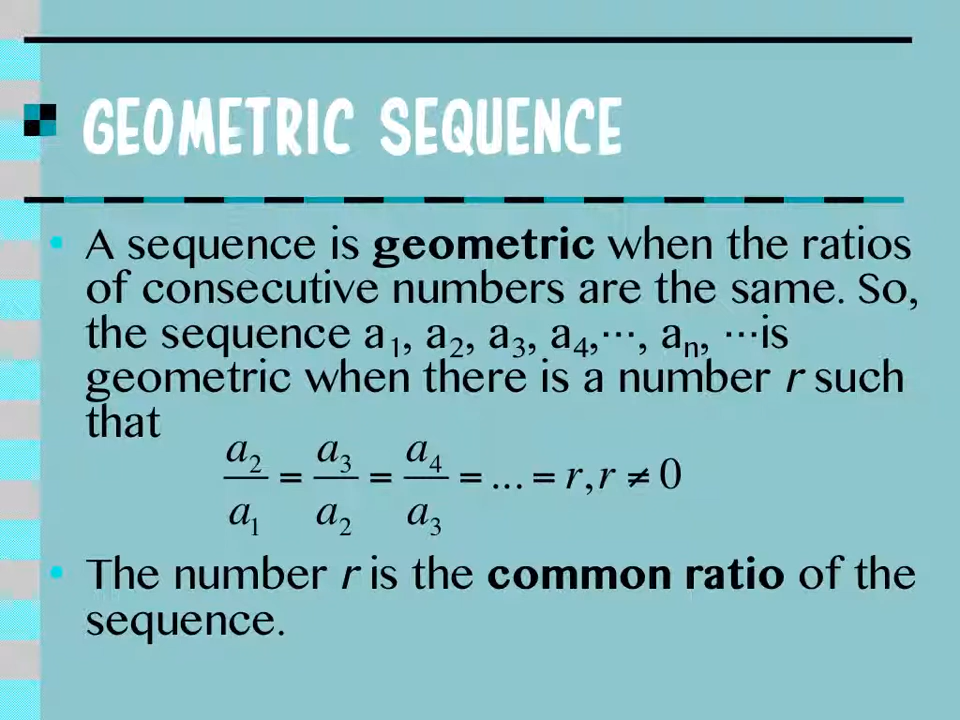 GEOMETRIC SEQUENCE
• A sequence is geometric when the ratios
of consecutive numbers are the same. So,
the sequence a₁, a₂, a₃, a₄,⋯, aₙ, ⋯is
geometric when there is a number r such
that
a₂/a₁ = a₃/a₂ = a₄/a₃ = ... = r, r ≠ 0
• The number r is the common ratio of the
sequence.